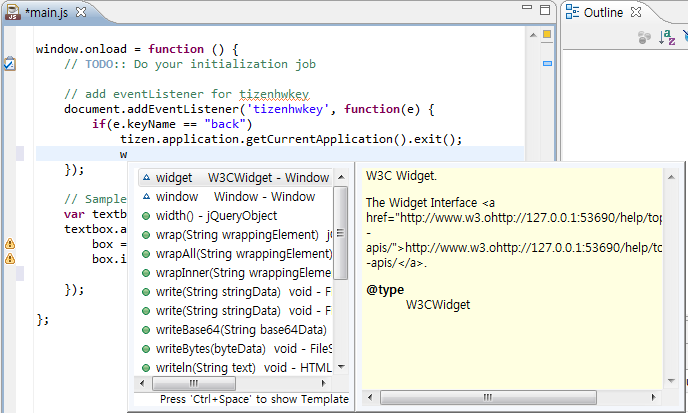 *main.js
Outline
window.onload = function () {
// TODO:: Do your initialization job
// add eventListener for tizenhwkey
document.addEventListener('tizenhwkey', function(e) {
if(e.keyName == "back")
tizen.application.getCurrentApplication().exit();
w
});
// Sample
var textb
textbox.a
box =
box.i
});
};
widget W3CWidget - Window
window Window - Window
width() - jQueryObject
wrap(String wrappingElement)
wrapAll(String wrappingElement)
wrapInner(String wrappingEleme
write(String stringData) void - F
write(String stringData) void - F
writeBase64(String base64Data)
writeBytes(byteData) void - FileS
writeln(String text) void - HTML
Press 'Ctrl+Space' to show Template
W3C Widget.
The Widget Interface <a
href="http://www.w3.ohttp://127.0.0.1:53690/help/top
-
apis/">http://www.w3.ohttp://127.0.0.1:53690/help/to
-apis/</a>.
@type
W3CWidget